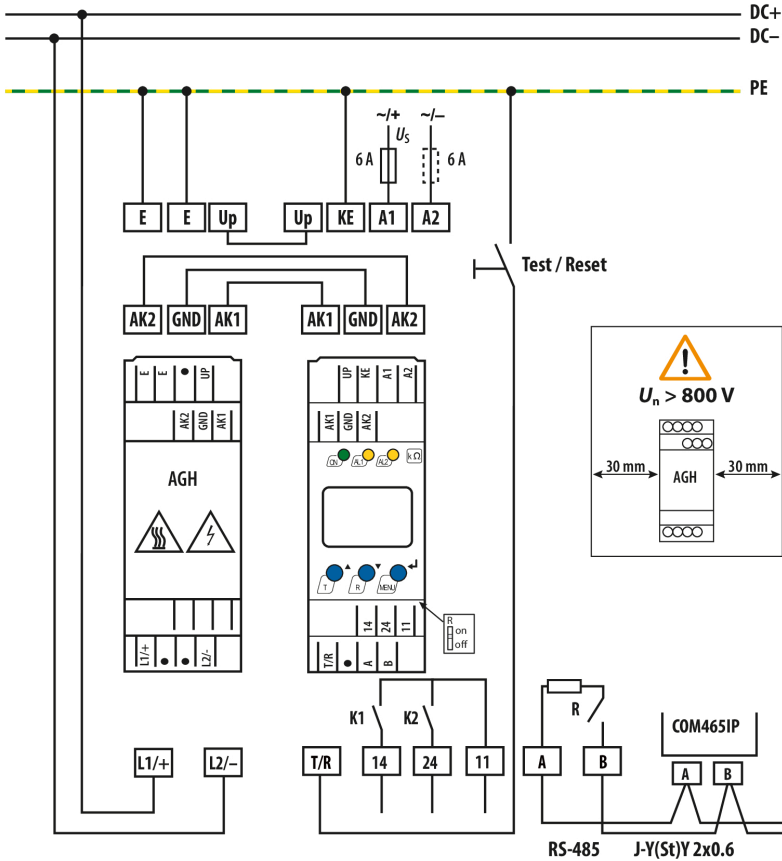 DC+
DC–
PE
~/+ ~/–
U_S
6 A 6 A
E E Up Up KE A1 A2
Test / Reset
AK2 GND AK1 AK1 GND AK2
E E UP UP KE A1 A2
AK2 GND AK1 AK1 GND AK2
ON AL1 AL2 kΩ
AGH
T R MENU
R
on
off
14 24 11
L1/+ L2/- T/R A B
Uₙ > 800 V
30 mm AGH 30 mm
K1 K2 R COM465IP
L1/+ L2/– T/R 14 24 11 A B A B
RS-485 J-Y(St)Y 2x0.6